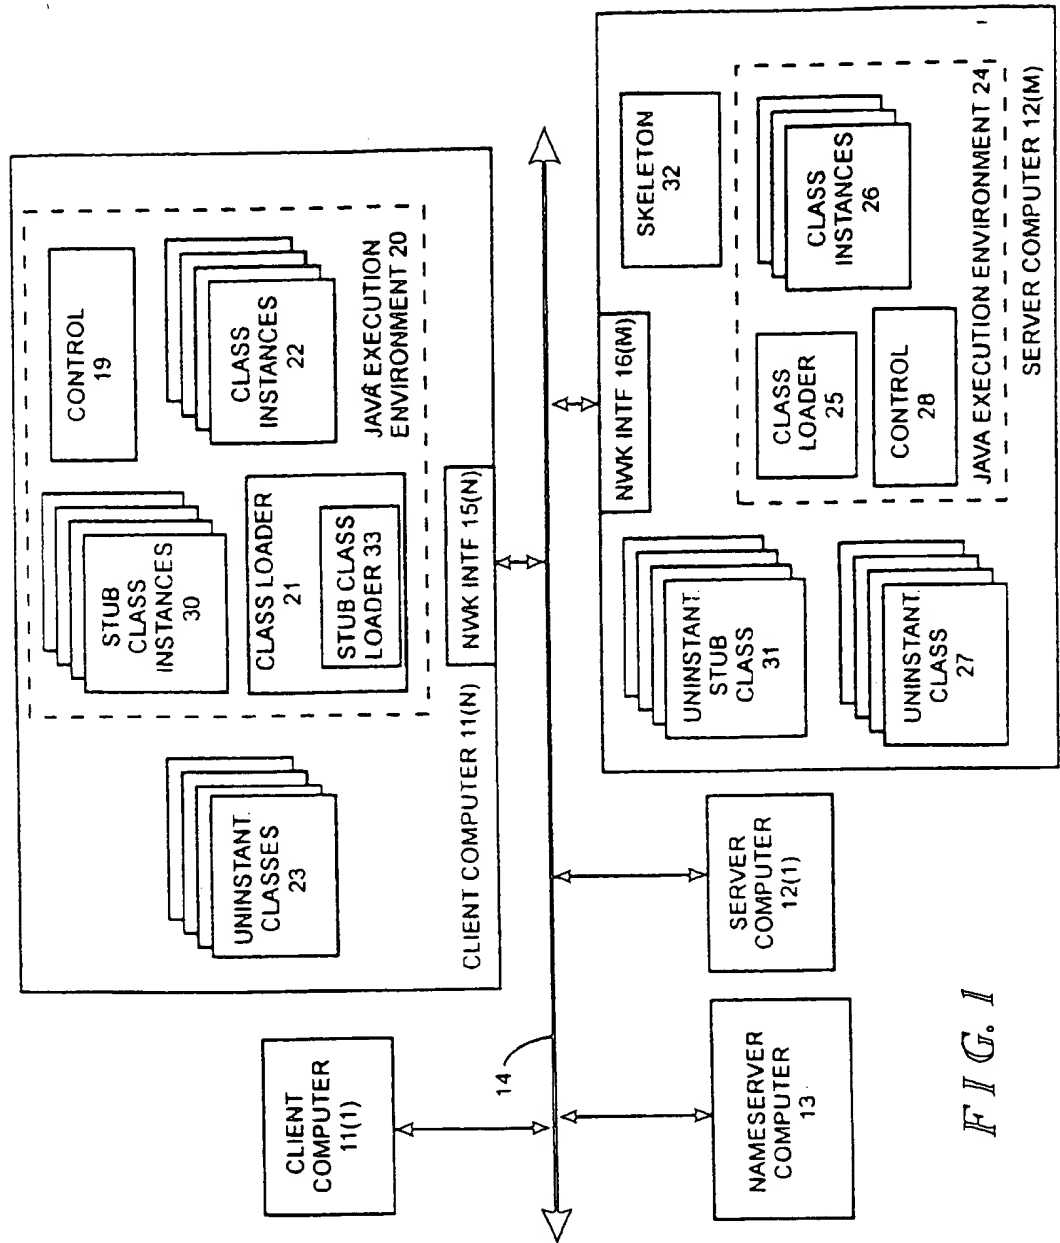 CLIENT
COMPUTER
11(1)
UNINSTANT.
CLASSES
23
STUB
CLASS
INSTANCES
30
CONTROL
19
CLASS LOADER
21
STUB CLASS
LOADER 33
CLASS
INSTANCES
22
JAVA EXECUTION
ENVIRONMENT 20
CLIENT COMPUTER 11(N)
NWK INTF 15(N)
14
NAMESERVER
COMPUTER
13
SERVER
COMPUTER
12(1)
NWK INTF 16(M)
UNINSTANT.
STUB
CLASS
31
UNINSTANT.
CLASS
27
SKELETON
32
CLASS
LOADER
25
CLASS
INSTANCES
26
CONTROL
28
JAVA EXECUTION ENVIRONMENT 24
SERVER COMPUTER 12(M)
FIG. 1